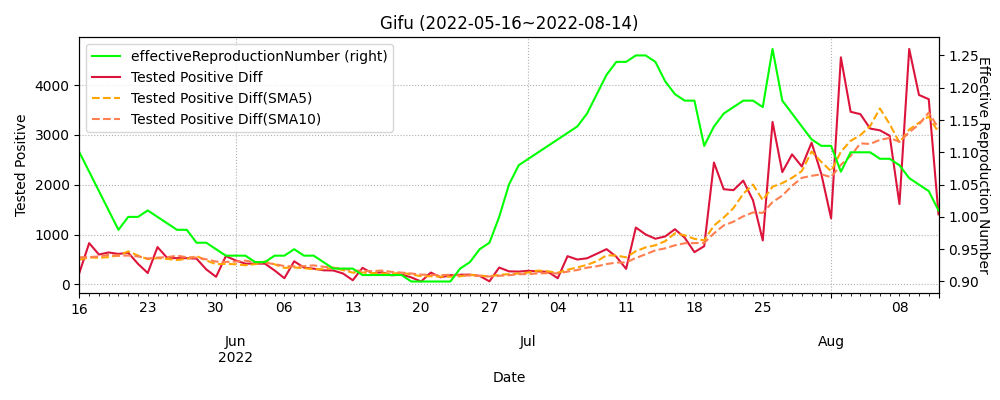 Gifu (2022-05-16~2022-08-14)
effectiveReproductionNumber (right)
Tested Positive Diff
Tested Positive Diff(SMA5)
Tested Positive Diff(SMA10)
Tested Positive
4000
3000
2000
1000
0
Effective Reproduction Number
1.25
1.20
1.15
1.10
1.05
1.00
0.95
0.90
16 23 30 06 13 20 27 04 11 18 25 08
Jun Jul Aug
2022
Date